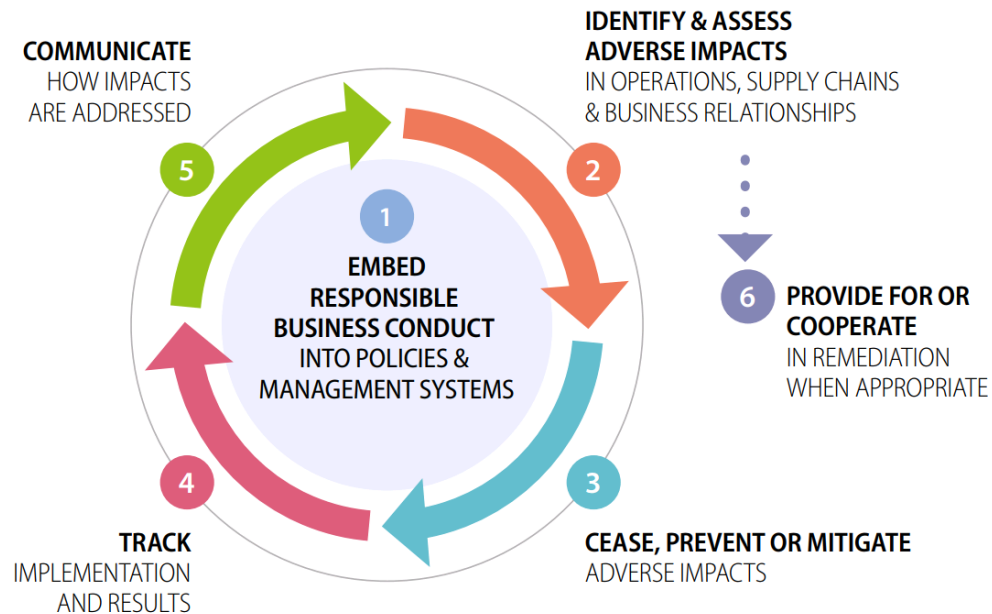 1
EMBED
RESPONSIBLE
BUSINESS CONDUCT
INTO POLICIES &
MANAGEMENT SYSTEMS
2
IDENTIFY & ASSESS
ADVERSE IMPACTS
IN OPERATIONS, SUPPLY CHAINS
& BUSINESS RELATIONSHIPS
3
CEASE, PREVENT OR MITIGATE
ADVERSE IMPACTS
4
TRACK
IMPLEMENTATION
AND RESULTS
5
COMMUNICATE
HOW IMPACTS
ARE ADDRESSED
6
PROVIDE FOR OR
COOPERATE
IN REMEDIATION
WHEN APPROPRIATE